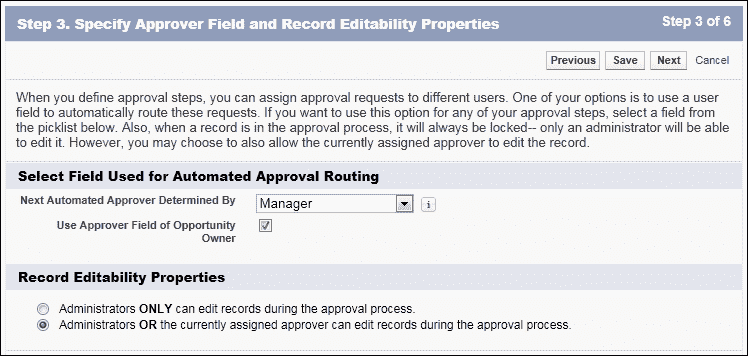 Step 3. Specify Approver Field and Record Editability Properties
Step 3 of 6
Previous Save Next Cancel
When you define approval steps, you can assign approval requests to different users. One of your options is to use a user
field to automatically route these requests. If you want to use this option for any of your approval steps, select a field from
the picklist below. Also, when a record is in the approval process, it will always be locked-- only an administrator will be able
to edit it. However, you may choose to also allow the currently assigned approver to edit the record.
Select Field Used for Automated Approval Routing
Next Automated Approver Determined By Manager i
Use Approver Field of Opportunity
Owner
Record Editability Properties
Administrators ONLY can edit records during the approval process.
Administrators OR the currently assigned approver can edit records during the approval process.